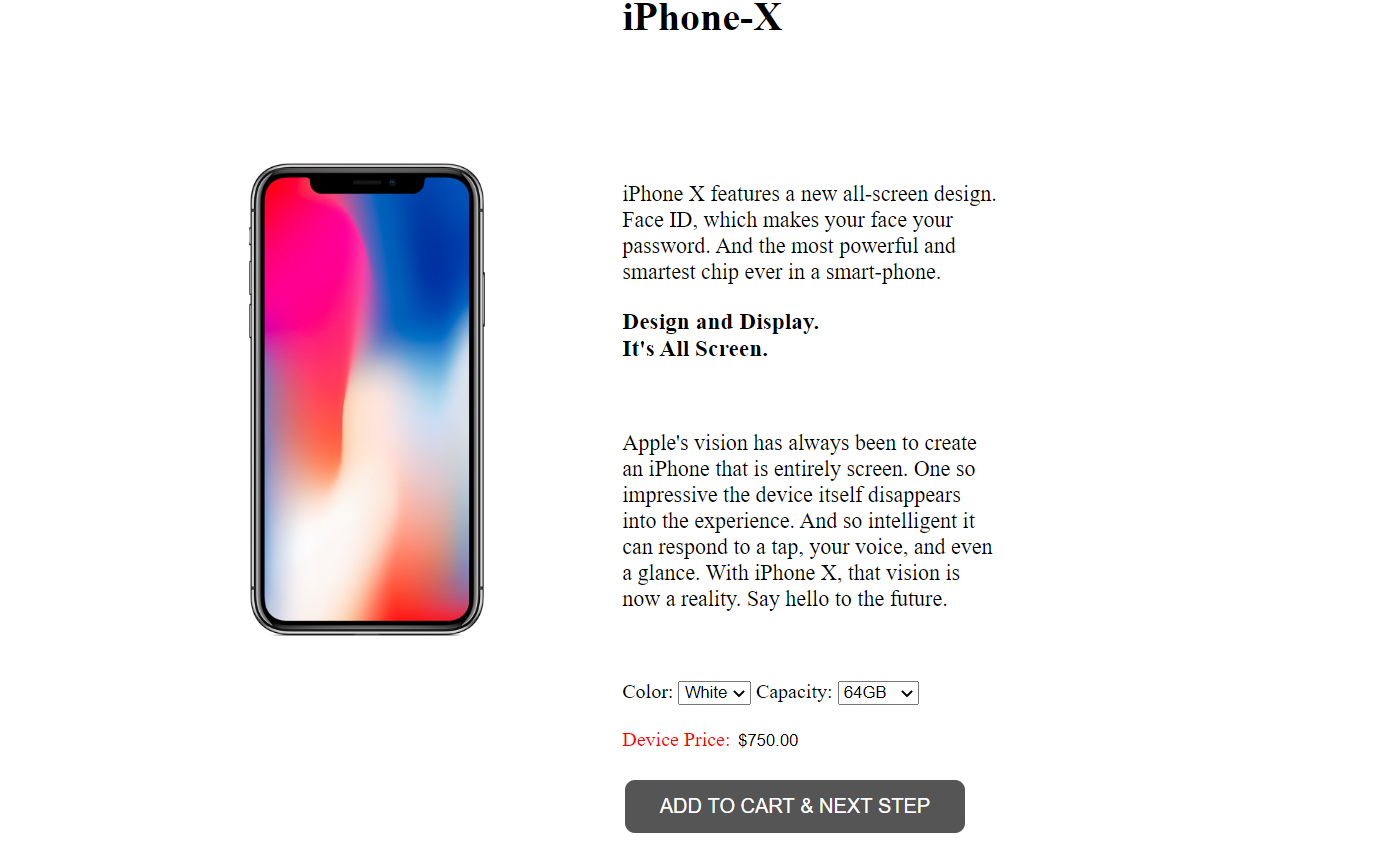 iPhone-X
iPhone X features a new all-screen design.
Face ID, which makes your face your
password. And the most powerful and
smartest chip ever in a smart-phone.
Design and Display.
It's All Screen.
Apple's vision has always been to create
an iPhone that is entirely screen. One so
impressive the device itself disappears
into the experience. And so intelligent it
can respond to a tap, your voice, and even
a glance. With iPhone X, that vision is
now a reality. Say hello to the future.
Color: White Capacity: 64GB
Device Price: $750.00
ADD TO CART & NEXT STEP